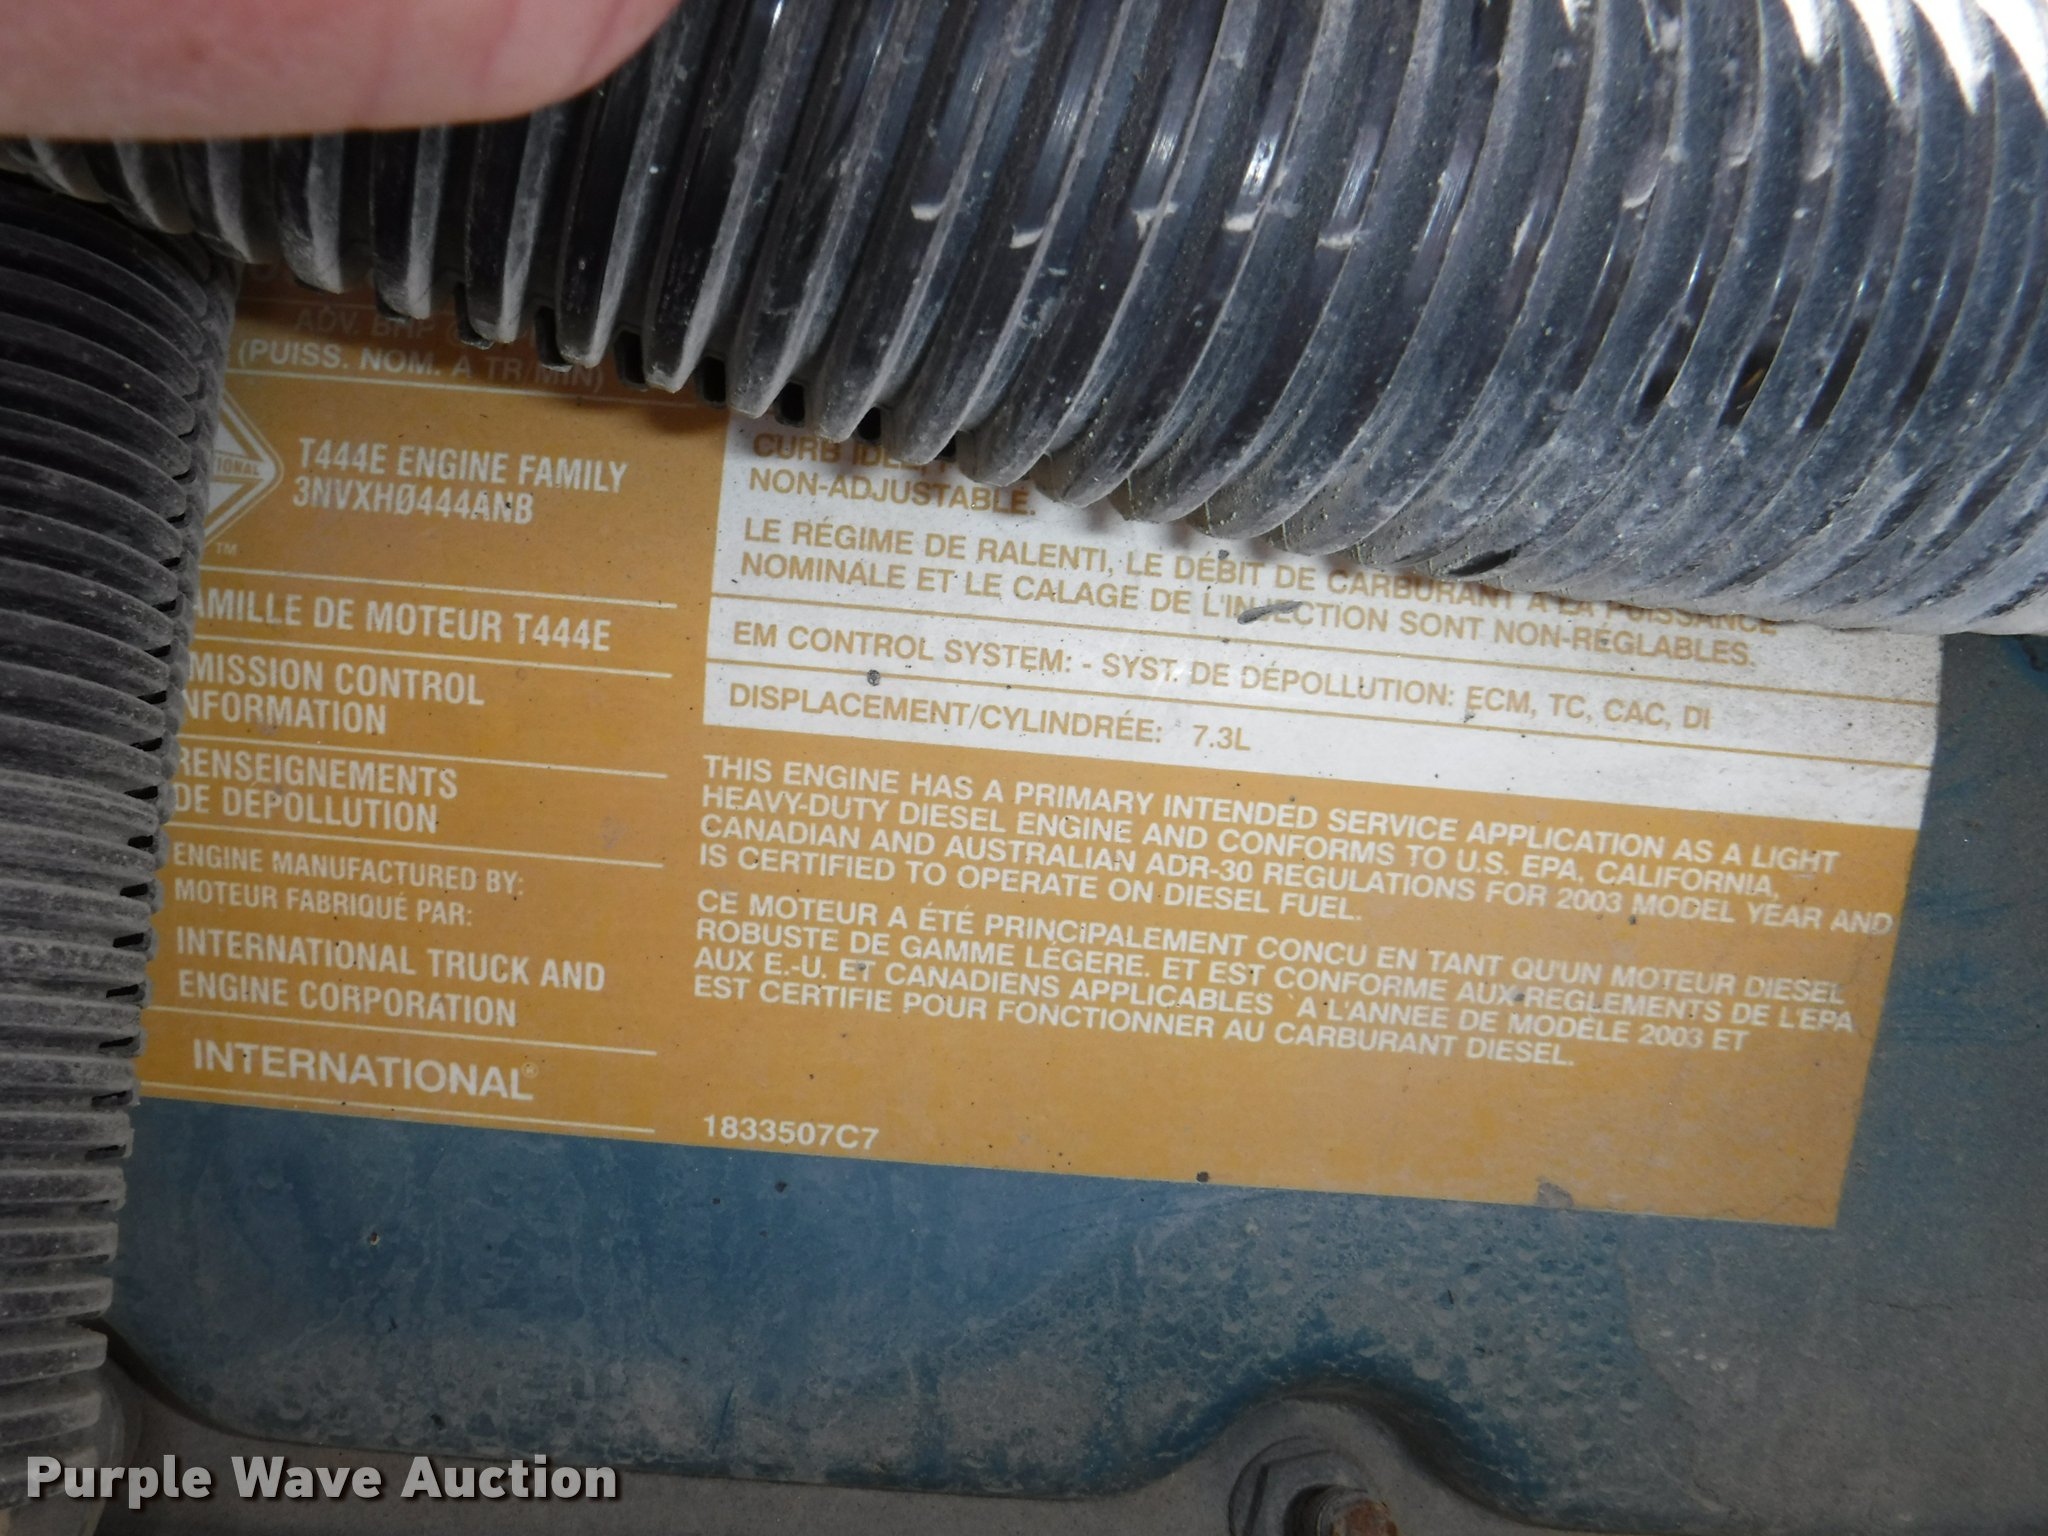 ADV. BHP @
(PUISS. NOM. A TR/MIN)
T444E ENGINE FAMILY
3NVXHØ444ANB
TM
AMILLE DE MOTEUR T444E
MISSION CONTROL
NFORMATION
RENSEIGNEMENTS
DE DÉPOLLUTION
ENGINE MANUFACTURED BY:
MOTEUR FABRIQUÉ PAR:
INTERNATIONAL TRUCK AND
ENGINE CORPORATION
INTERNATIONAL®
CURB IDLE
NON-ADJUSTABLE.
LE RÉGIME DE RALENTI, LE DÉBIT DE CARBURANT A LA PUISSANCE
NOMINALE ET LE CALAGE DE L'INJECTION SONT NON-RÉGLABLES.
EM CONTROL SYSTEM: - SYST. DE DÉPOLLUTION: ECM, TC, CAC, DI
DISPLACEMENT/CYLINDRÉE: 7.3L
THIS ENGINE HAS A PRIMARY INTENDED SERVICE APPLICATION AS A LIGHT
HEAVY-DUTY DIESEL ENGINE AND CONFORMS TO U.S. EPA, CALIFORNIA,
CANADIAN AND AUSTRALIAN ADR-30 REGULATIONS FOR 2003 MODEL YEAR AND
IS CERTIFIED TO OPERATE ON DIESEL FUEL.
CE MOTEUR A ÉTÉ PRINCIPALEMENT CONCU EN TANT QU'UN MOTEUR DIESEL
ROBUSTE DE GAMME LÉGERE. ET EST CONFORME AUX REGLEMENTS DE L'EPA
AUX E.-U. ET CANADIENS APPLICABLES `A L'ANNEE DE MODÈLE 2003 ET
EST CERTIFIE POUR FONCTIONNER AU CARBURANT DIESEL.
1833507C7
Purple Wave Auction